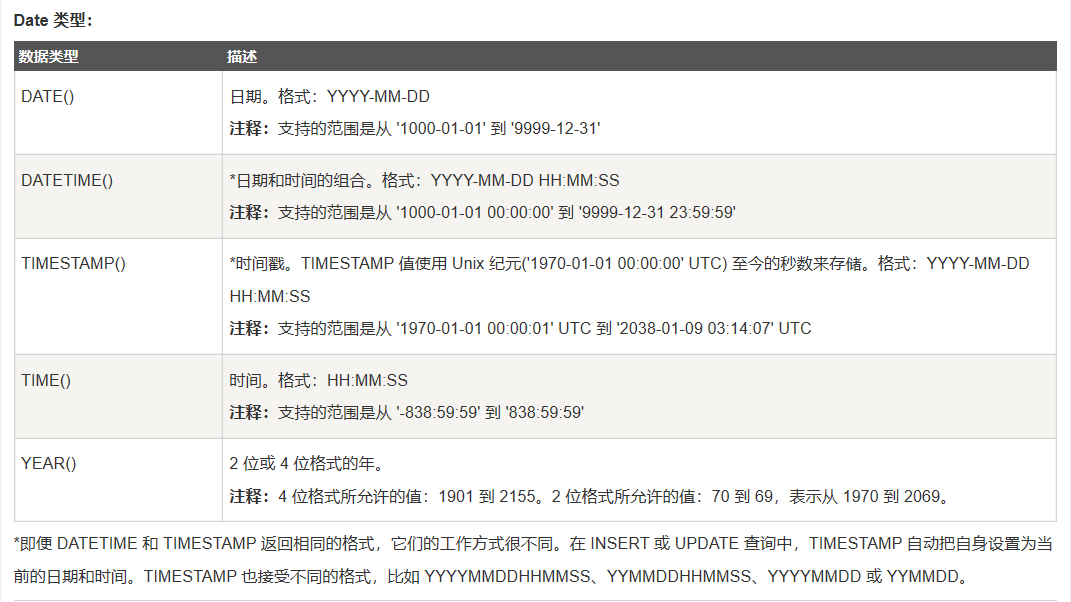 Date 类型：
数据类型 描述
DATE() 日期。格式：YYYY-MM-DD
注释：支持的范围是从 '1000-01-01' 到 '9999-12-31'
DATETIME() *日期和时间的组合。格式：YYYY-MM-DD HH:MM:SS
注释：支持的范围是从 '1000-01-01 00:00:00' 到 '9999-12-31 23:59:59'
TIMESTAMP() *时间戳。TIMESTAMP 值使用 Unix 纪元('1970-01-01 00:00:00' UTC) 至今的秒数来存储。格式：YYYY-MM-DD
HH:MM:SS
注释：支持的范围是从 '1970-01-01 00:00:01' UTC 到 '2038-01-09 03:14:07' UTC
TIME() 时间。格式：HH:MM:SS
注释：支持的范围是从 '-838:59:59' 到 '838:59:59'
YEAR() 2 位或 4 位格式的年。
注释：4 位格式所允许的值：1901 到 2155。2 位格式所允许的值：70 到 69，表示从 1970 到 2069。
*即便 DATETIME 和 TIMESTAMP 返回相同的格式，它们的工作方式很不同。在 INSERT 或 UPDATE 查询中，TIMESTAMP 自动把自身设置为当
前的日期和时间。TIMESTAMP 也接受不同的格式，比如 YYYYMMDDHHMMSS、YYMMDDHHMMSS、YYYYMMDD 或 YYMMDD。